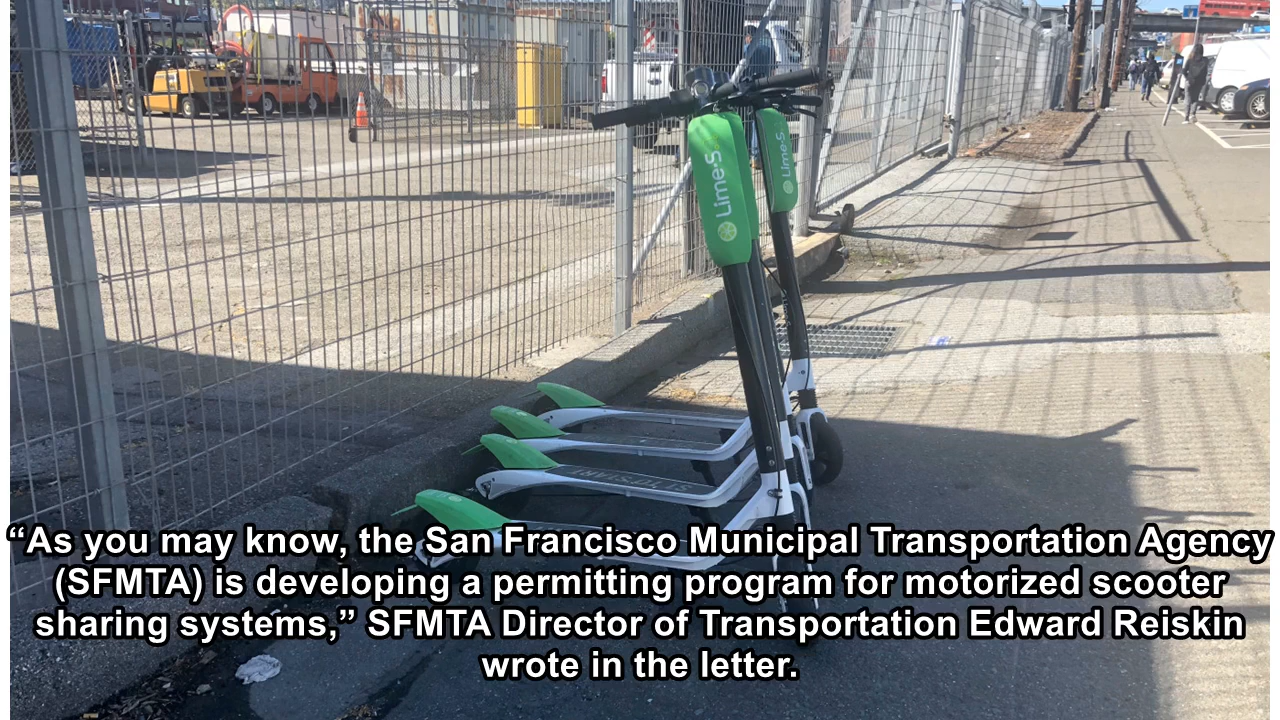 Lime-S
Lime-S
“As you may know, the San Francisco Municipal Transportation Agency
(SFMTA) is developing a permitting program for motorized scooter
sharing systems,” SFMTA Director of Transportation Edward Reiskin
wrote in the letter.